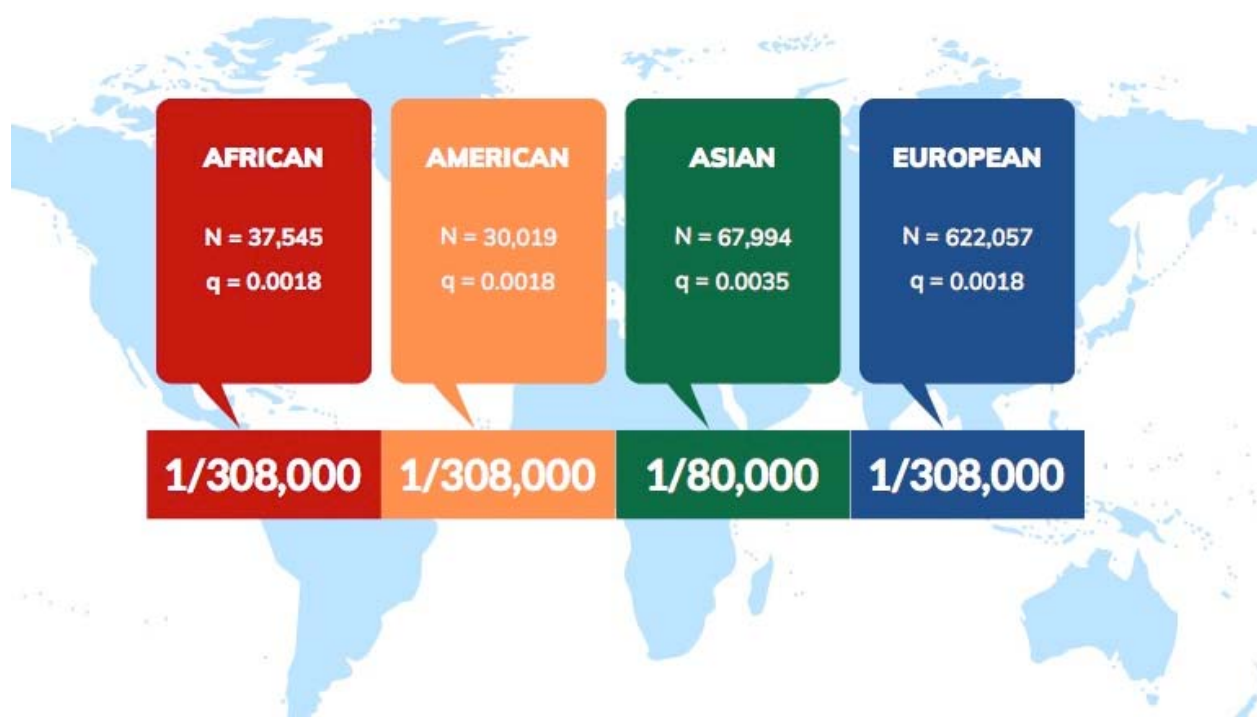 AFRICAN
N = 37,545
q = 0.0018
1/308,000
AMERICAN
N = 30,019
q = 0.0018
1/308,000
ASIAN
N = 67,994
q = 0.0035
1/80,000
EUROPEAN
N = 622,057
q = 0.0018
1/308,000